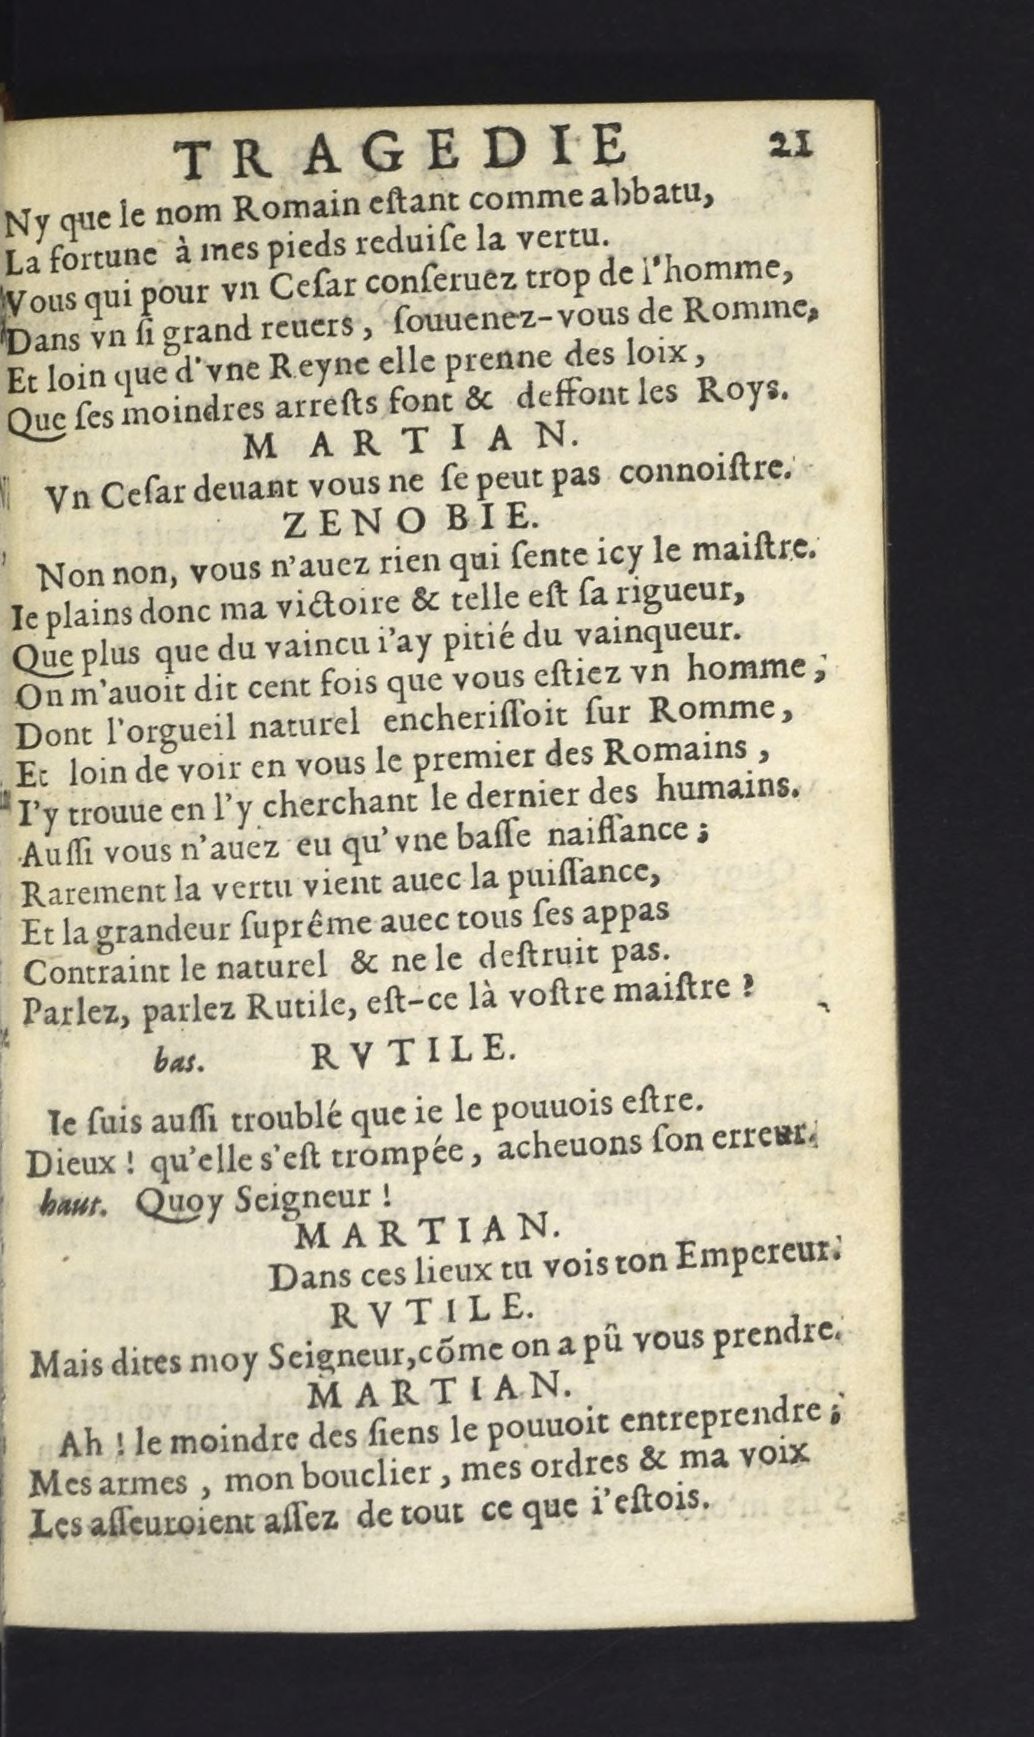 TRAGEDIE 21
Ny que le nom Romain eſtant comme abbatu,
La fortune à mes pieds reduiſe la vertu.
Vous qui pour vn Ceſar conſeruez trop de l'homme,
Dans vn ſi grand reuers, ſouuenez-vous de Romme,
Et loin que d'vne Reyne elle prenne des loix,
Que ſes moindres arreſts font & deffont les Roys.
MARTIAN.
Vn Ceſar deuant vous ne ſe peut pas connoiſtre.
ZENOBIE.
Non non, vous n'auez rien qui ſente icy le maiſtre.
Ie plains donc ma victoire & telle eſt ſa rigueur,
Que plus que du vaincu i'ay pitié du vainqueur.
On m'auoit dit cent fois que vous eſtiez vn homme,
Dont l'orgueil naturel encheriſſoit ſur Romme,
Et loin de voir en vous le premier des Romains,
I'y trouue en l'y cherchant le dernier des humains.
Auſſi vous n'auez eu qu'vne baſſe naiſſance;
Rarement la vertu vient auec la puiſſance,
Et la grandeur ſuprême auec tous ſes appas
Contraint le naturel & ne le deſtruit pas.
Parlez, parlez Rutile, eſt-ce là voſtre maiſtre?
bas. RVTILE.
Ie ſuis auſſi troublé que ie le pouuois eſtre.
Dieux! qu'elle s'eſt trompée, acheuons ſon erreur.
haut. Quoy Seigneur!
MARTIAN.
Dans ces lieux tu vois ton Empereur.
RVTILE.
Mais dites moy Seigneur, cõme on a pû vous prendre.
MARTIAN.
Ah! le moindre des ſiens le pouuoit entreprendre;
Mes armes, mon bouclier, mes ordres & ma voix
Les aſſeuroient aſſez de tout ce que i'eſtois.